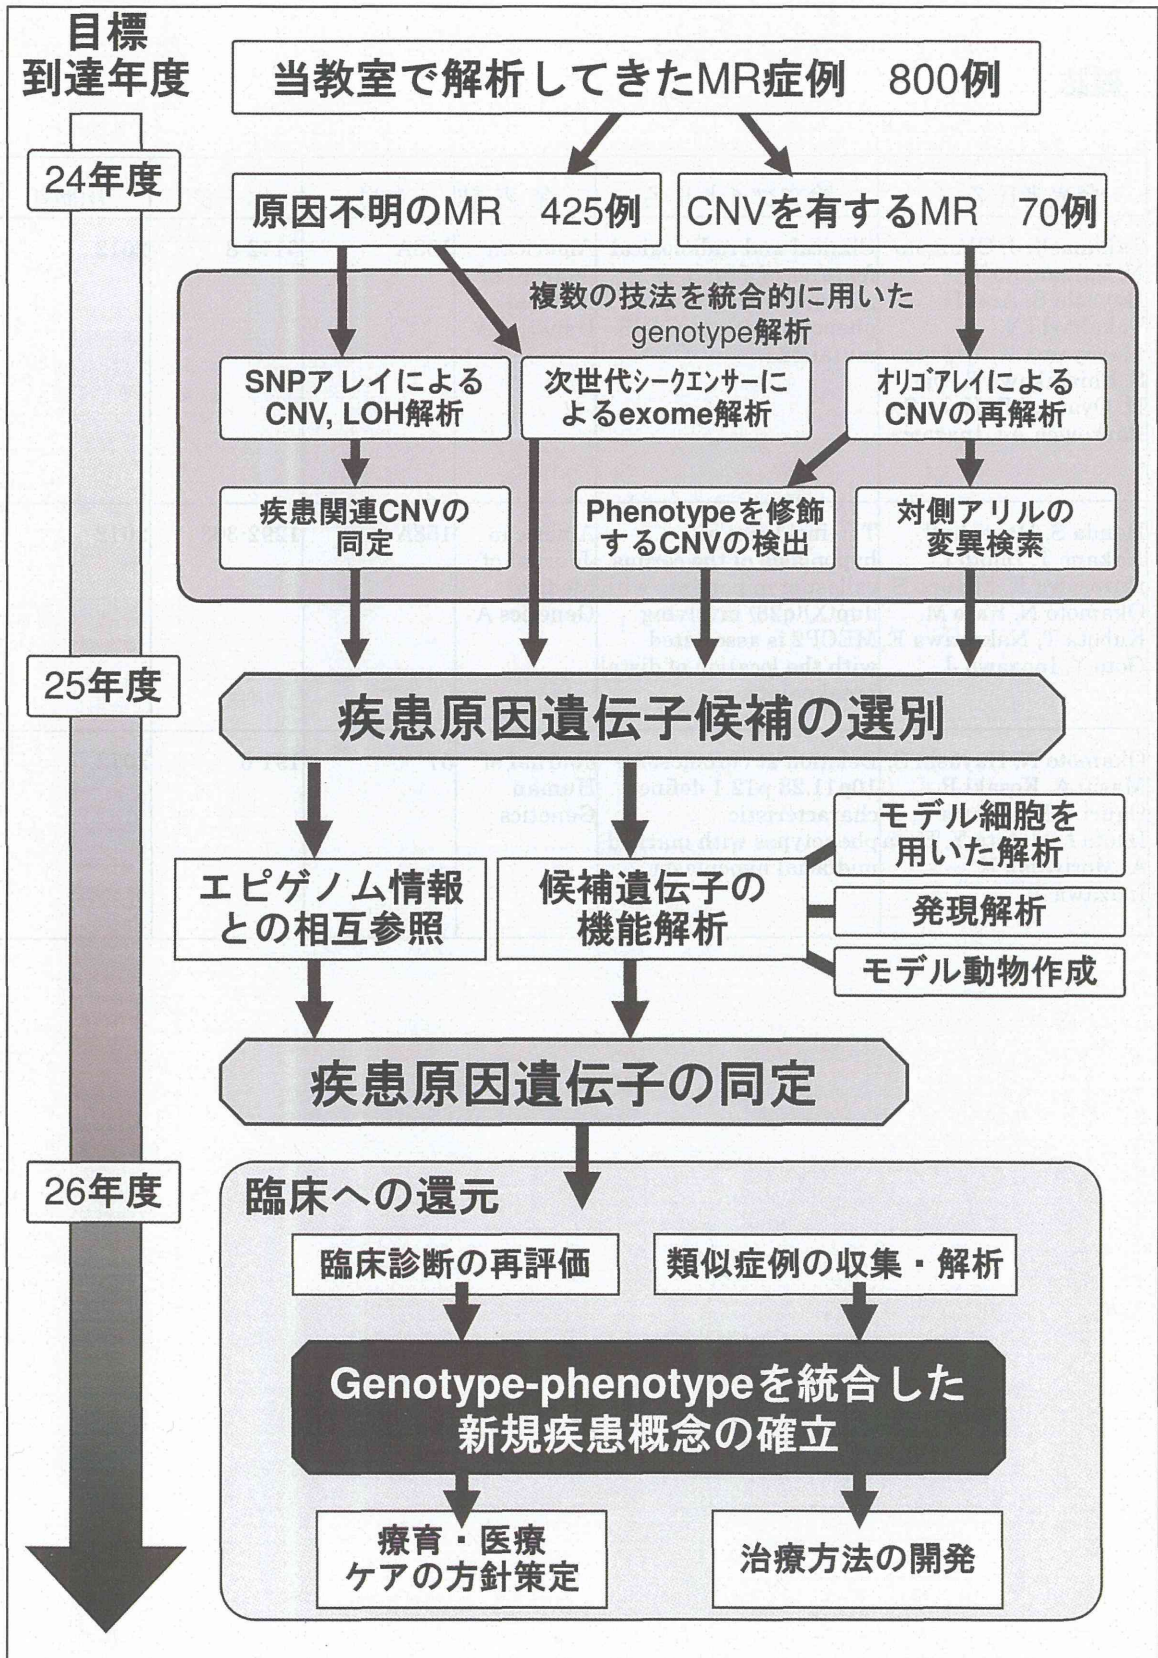 目標
到達年度
当教室で解析してきたMR症例 800例
24年度
原因不明のMR 425例
CNVを有するMR 70例
複数の技法を統合的に用いた
genotype解析
SNPアレイによる
CNV, LOH解析
次世代ｼｰｸｴﾝｻｰに
よるexome解析
ｵﾘｺﾞｱﾚｲによる
CNVの再解析
疾患関連CNVの
同定
Phenotypeを修飾
するCNVの検出
対側アリルの
変異検索
25年度
疾患原因遺伝子候補の選別
エピゲノム情報
との相互参照
候補遺伝子の
機能解析
モデル細胞を
用いた解析
発現解析
モデル動物作成
疾患原因遺伝子の同定
26年度
臨床への還元
臨床診断の再評価
類似症例の収集・解析
Genotype-phenotypeを統合した
新規疾患概念の確立
療育・医療
ケアの方針策定
治療方法の開発